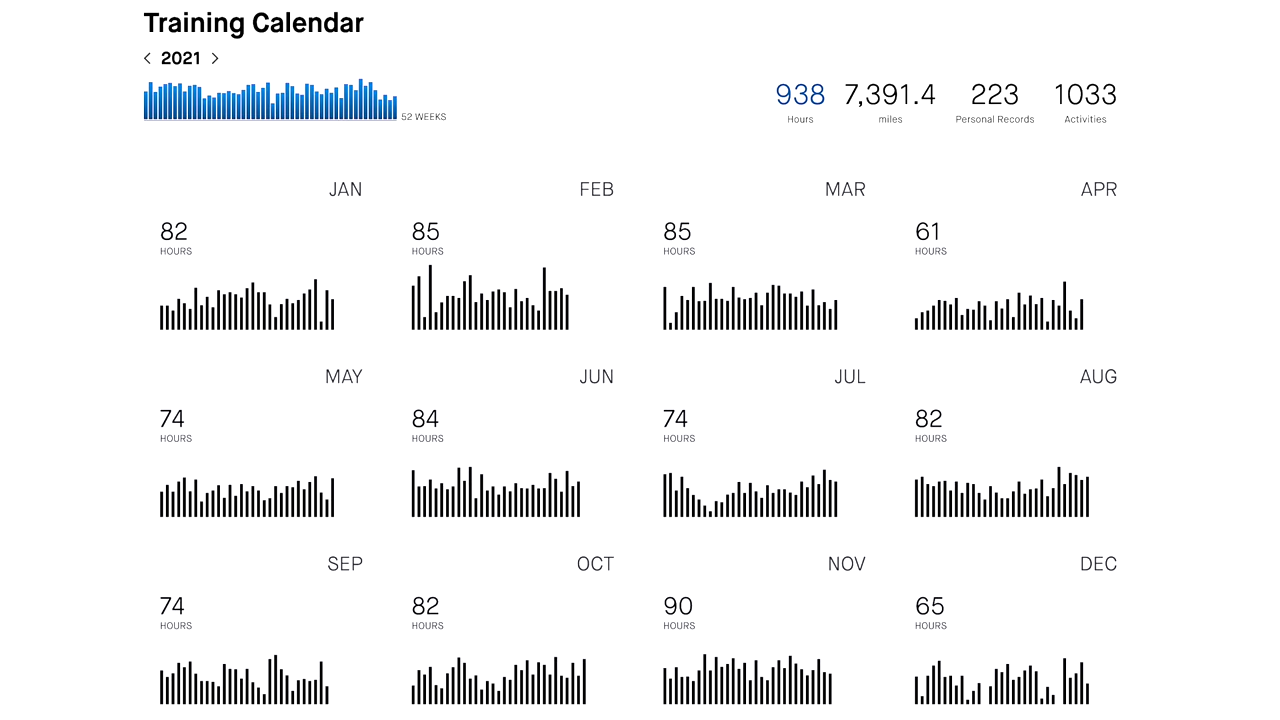 Training Calendar
< 2021 >
52 WEEKS
938 7,391.4 223 1033
Hours miles Personal Records Activities
JAN FEB MAR APR
82 85 85 61
HOURS HOURS HOURS HOURS
MAY JUN JUL AUG
74 84 74 82
HOURS HOURS HOURS HOURS
SEP OCT NOV DEC
74 82 90 65
HOURS HOURS HOURS HOURS